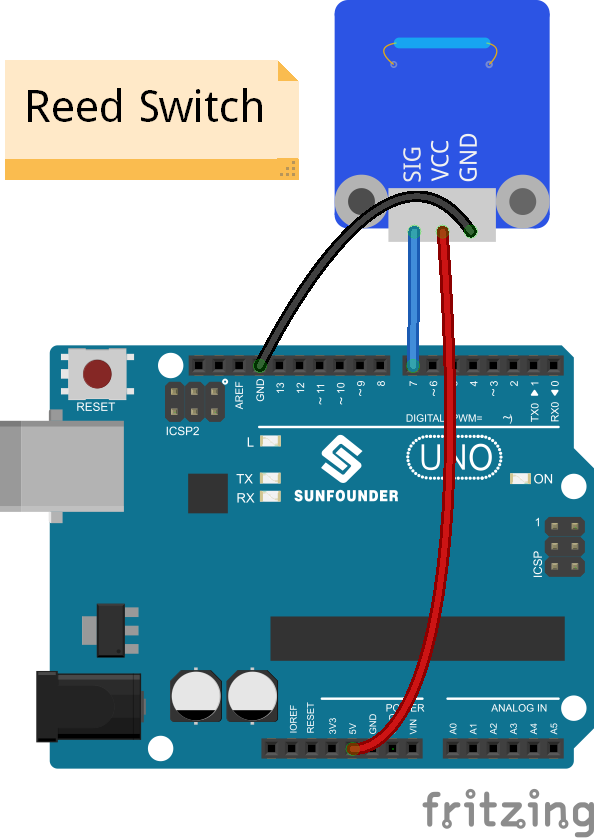 Reed Switch
SIG
VCC
GND
RESET
ICSP2
AREF
GND
13
12
~11
~10
~9
8
7
~6
4
~3
2
TX0 ▶ 1
RX0 ◀ 0
DIGITAL
PWM=
~
L
TX
RX
SUNFOUNDER
UNO
ON
1
ICSP
POWER
ANALOG IN
IOREF
RESET
3V3
5V
GND
VIN
A0
A1
A2
A3
A4
A5
fritzing